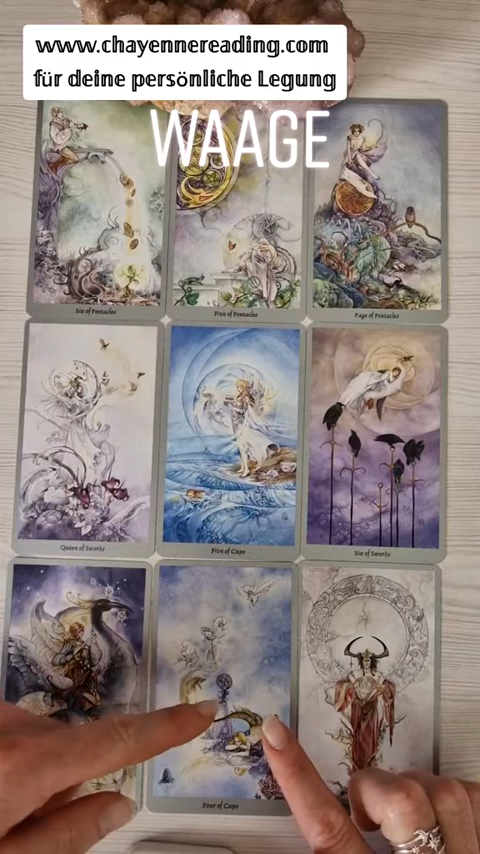 www.chayennereading.com
für deine persönliche Legung
WAAGE
Six of Pentacles
Five of Pentacles
Page of Pentacles
Queen of Swords
Five of Cups
Six of Swords
Four of Cups